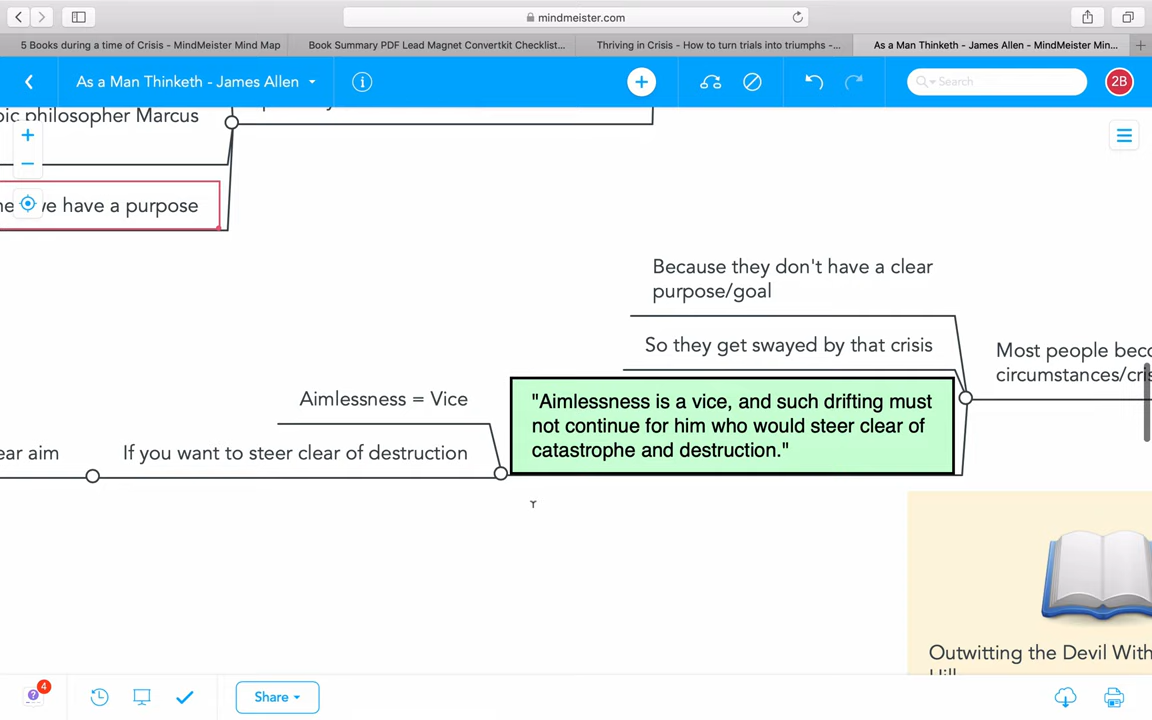 mindmeister.com
5 Books during a time of Crisis - MindMeister Mind Map
Book Summary PDF Lead Magnet Convertkit Checklist...
Thriving in Crisis - How to turn trials into triumphs -...
As a Man Thinketh - James Allen - MindMeister Min...
As a Man Thinketh - James Allen
Search
2B
philosopher Marcus
we have a purpose
Because they don't have a clear
purpose/goal
So they get swayed by that crisis
Most people
circumstances/
"Aimlessness is a vice, and such drifting must
not continue for him who would steer clear of
catastrophe and destruction."
Aimlessness = Vice
If you want to steer clear of destruction
aim
Outwitting the Devil
4
Share